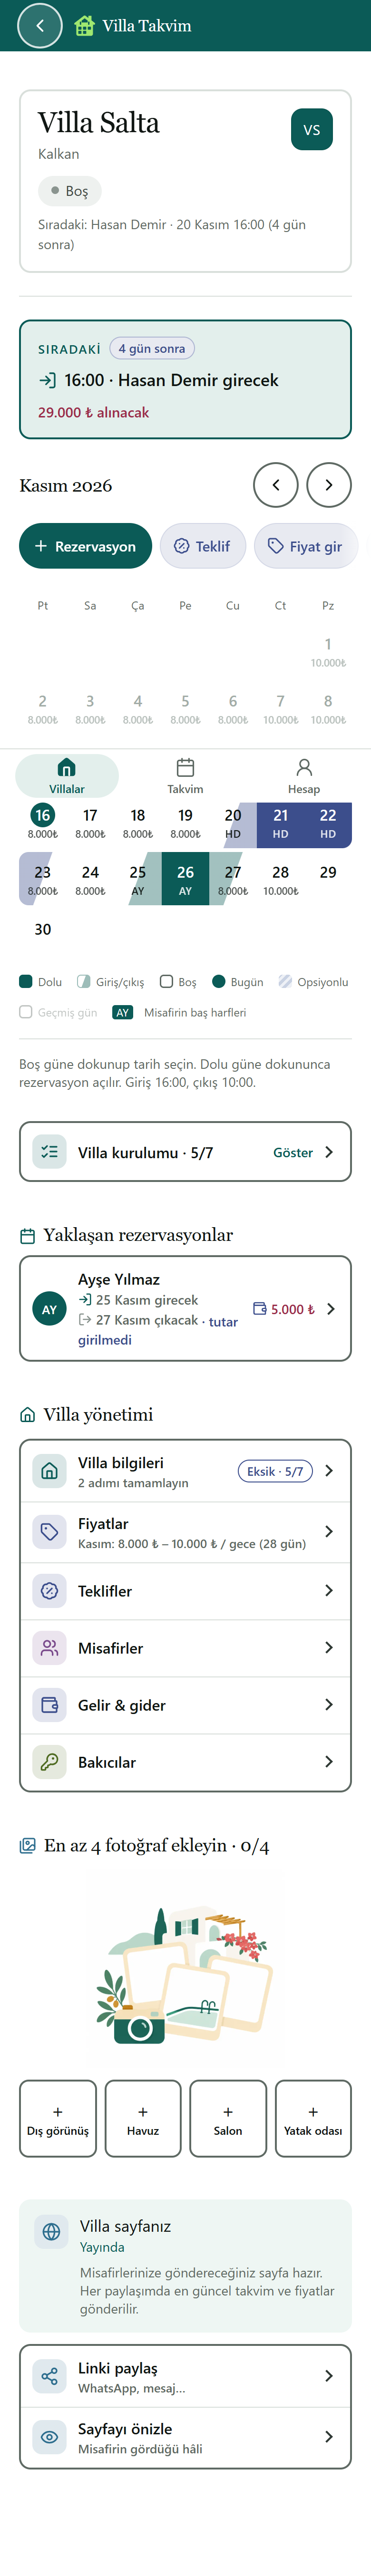 Villa Takvim
Villa Salta
VS
Kalkan
Boş
Sıradaki: Hasan Demir · 20 Kasım 16:00 (4 gün
sonra)
SIRADAKİ
4 gün sonra
16:00 · Hasan Demir girecek
29.000 ₺ alınacak
Kasım 2026
Rezervasyon
Teklif
Fiyat gir
Pt Sa Ça Pe Cu Ct Pz
1
10.000₺
2 3 4 5 6 7 8
8.000₺ 8.000₺ 8.000₺ 8.000₺ 8.000₺ 10.000₺ 10.000₺
Villalar Takvim Hesap
16 17 18 19 20 21 22
8.000₺ 8.000₺ 8.000₺ 8.000₺ HD HD HD
23 24 25 26 27 28 29
8.000₺ 8.000₺ AY AY 8.000₺ 10.000₺
30
Dolu Giriş/çıkış Boş Bugün Opsiyonlu
Geçmiş gün AY Misafirin baş harfleri
Boş güne dokunup tarih seçin. Dolu güne dokununca
rezervasyon açılır. Giriş 16:00, çıkış 10:00.
Villa kurulumu · 5/7
Göster
Yaklaşan rezervasyonlar
AY
Ayşe Yılmaz
25 Kasım girecek
27 Kasım çıkacak · tutar
girilmedi
5.000 ₺
Villa yönetimi
Villa bilgileri
2 adımı tamamlayın
Eksik · 5/7
Fiyatlar
Kasım: 8.000 ₺ – 10.000 ₺ / gece (28 gün)
Teklifler
Misafirler
Gelir & gider
Bakıcılar
En az 4 fotoğraf ekleyin · 0/4
+ + + +
Dış görünüş Havuz Salon Yatak odası
Villa sayfanız
Yayında
Misafirlerinize göndereceğiniz sayfa hazır.
Her paylaşımda en güncel takvim ve fiyatlar
gönderilir.
Linki paylaş
WhatsApp, mesaj…
Sayfayı önizle
Misafirin gördüğü hâli